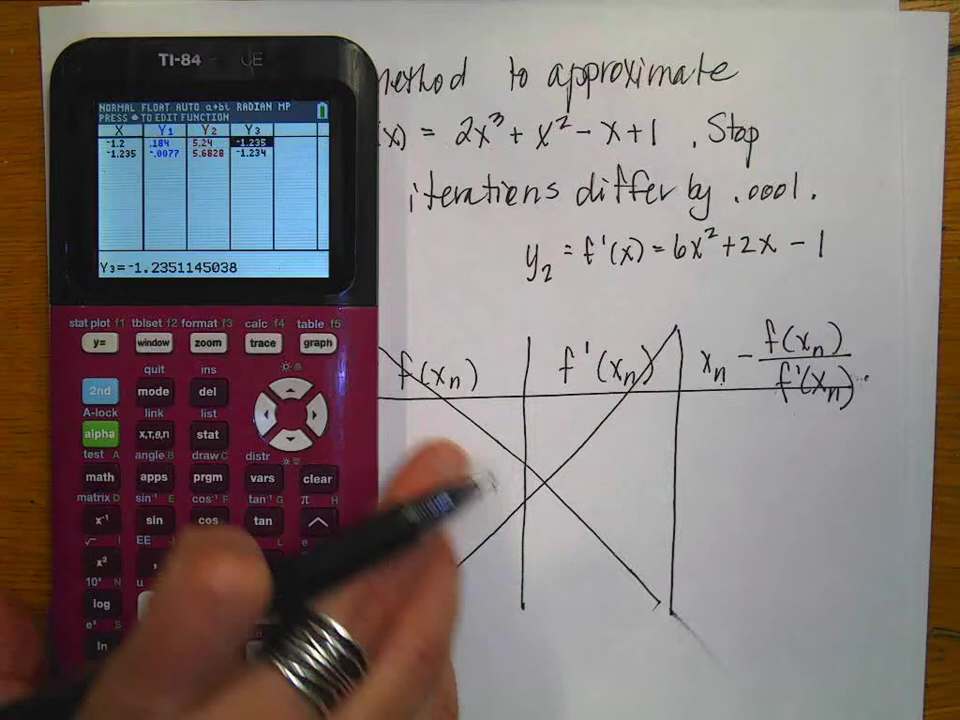 TI-84 CE
NORMAL FLOAT AUTO a+bi RADIAN MP
PRESS + TO EDIT FUNCTION
X Y1 Y2 Y3
-1.2 .184 5.24 -1.235
-1.235 -.0077 5.6828 -1.234
Y3=-1.2351145038
method to approximate
(x) = 2x³ + x² - x + 1 . Stop
iterations differ by .0001.
y₂ = f'(x) = 6x² + 2x - 1
f(xₙ) f'(xₙ) xₙ - f(xₙ)/f'(xₙ)
stat plot f1 tblset f2 format f3 calc f4 table f5
y= window zoom trace graph
quit ins
2nd mode del
A-lock link list
alpha x,τ,θ,n stat
test A angle B draw C distr
math apps prgm vars clear
matrix D sin⁻¹ E cos⁻¹ F tan⁻¹ G π H
x⁻¹ sin cos tan ^
√ I EE J L e
x² ,
10ˣ N u
log
eˣ S
ln